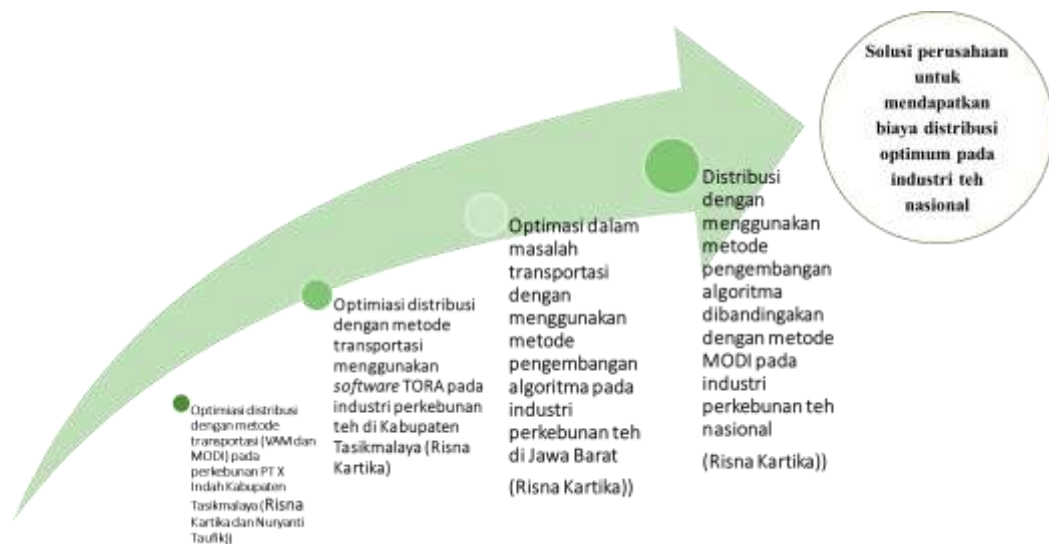 Solusi perusahaan
untuk
mendapatkan
biaya distribusi
optimum pada
industri teh
nasional
Distribusi
dengan
menggunakan
metode
pengembangan
algoritma
dibandingakan
dengan metode
MODI pada
industri
perkebunan teh
nasional
(Risna Kartika))
Optimasi dalam
masalah
transportasi
dengan
menggunakan
metode
pengembangan
algoritma pada
industri
perkebunan teh
di Jawa Barat
(Risna Kartika))
Optimiasi distribusi
dengan metode
transportasi
menggunakan
software TORA pada
industri perkebunan
teh di Kabupaten
Tasikmalaya (Risna
Kartika)
Optimiasi distribusi
dengan metode
transportasi (VAM dan
MODI) pada
perkebunan PT X
Indah Kabupaten
Tasikmalaya (Risna
Kartika dan Nuryanti
Taufik))